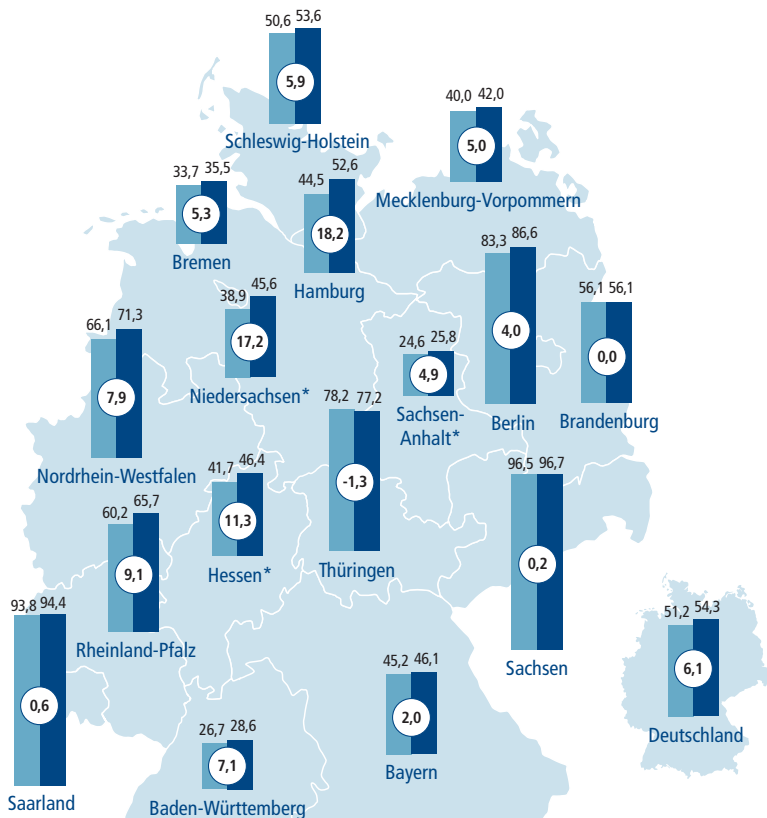 50,6 53,6
5,9
Schleswig-Holstein
40,0 42,0
5,0
Mecklenburg-Vorpommern
33,7 35,5
5,3
Bremen
44,5 52,6
18,2
Hamburg
83,3 86,6
4,0
Berlin
56,1 56,1
0,0
Brandenburg
38,9 45,6
17,2
Niedersachsen*
66,1 71,3
7,9
Nordrhein-Westfalen
24,6 25,8
4,9
Sachsen-
Anhalt*
78,2 77,2
-1,3
Thüringen
41,7 46,4
11,3
Hessen*
96,5 96,7
0,2
Sachsen
60,2 65,7
9,1
Rheinland-Pfalz
93,8 94,4
0,6
Saarland
51,2 54,3
6,1
Deutschland
45,2 46,1
2,0
Bayern
26,7 28,6
7,1
Baden-Württemberg